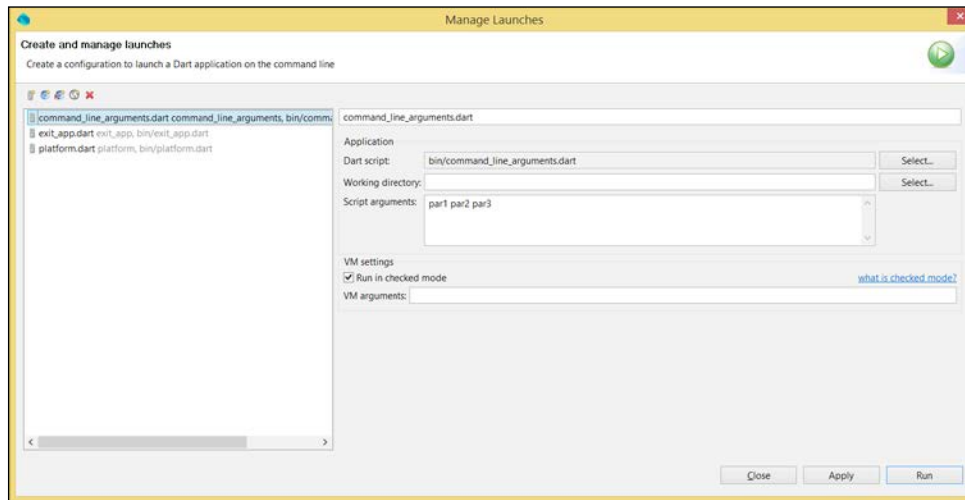 Manage Launches
Create and manage launches
Create a configuration to launch a Dart application on the command line
command_line_arguments.dart command_line_arguments, bin/comma
exit_app.dart exit_app, bin/exit_app.dart
platform.dart platform, bin/platform.dart
command_line_arguments.dart
Application
Dart script: bin/command_line_arguments.dart Select...
Working directory: Select...
Script arguments: par1 par2 par3
VM settings
Run in checked mode what is checked mode?
VM arguments:
Close Apply Run